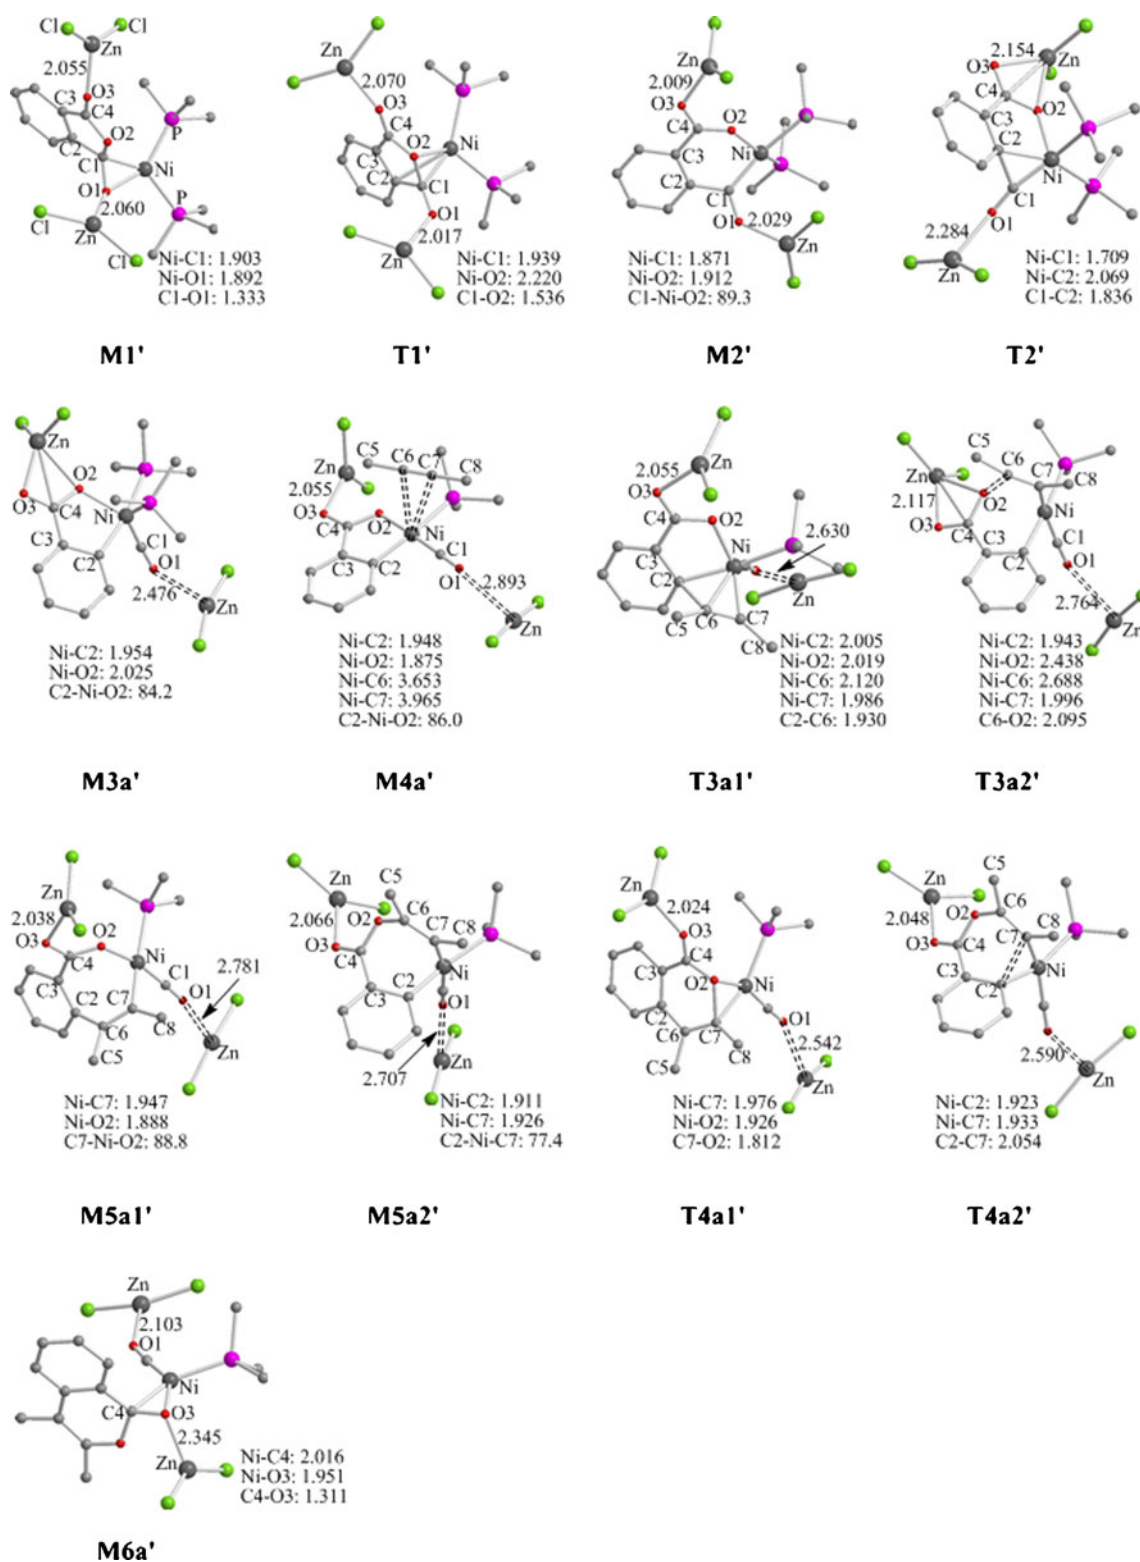 Cl
Cl
Zn
2.055
O3
C3
C4
O2
P
C2
C1
Ni
O1
2.060
P
Cl
Zn
Cl
Ni-C1: 1.903
Ni-O1: 1.892
C1-O1: 1.333
M1'
Zn
2.070
O3
C4
O2
Ni
C3
C2
C1
O1
2.017
Zn
Ni-C1: 1.939
Ni-O2: 2.220
C1-O2: 1.536
T1'
Zn
2.009
O3
C4
O2
C3
Ni
C2
C1
O1
2.029
Zn
Ni-C1: 1.871
Ni-O2: 1.912
C1-Ni-O2: 89.3
M2'
2.154
Zn
O3
C4
O2
C3
C2
Ni
C1
O1
2.284
Zn
Ni-C1: 1.709
Ni-C2: 2.069
C1-C2: 1.836
T2'
Zn
O2
O3
C4
Ni
C3
C1
C2
O1
2.476
Zn
Ni-C2: 1.954
Ni-O2: 2.025
C2-Ni-O2: 84.2
M3a'
Zn
C5
C6
C7
C8
2.055
O3
O2
C4
Ni
C3
C2
C1
O1
2.893
Zn
Ni-C2: 1.948
Ni-O2: 1.875
Ni-C6: 3.653
Ni-C7: 3.965
C2-Ni-O2: 86.0
M4a'
2.055
Zn
O3
C4
O2
2.630
Ni
C3
C2
Zn
C5
C6
C7
C8
Ni-C2: 2.005
Ni-O2: 2.019
Ni-C6: 2.120
Ni-C7: 1.986
C2-C6: 1.930
T3a1'
C5
C6
Zn
C7
C8
2.117
O2
O3
Ni
C4
C3
C1
C2
O1
2.764
Zn
Ni-C2: 1.943
Ni-O2: 2.438
Ni-C6: 2.688
Ni-C7: 1.996
C6-O2: 2.095
T3a2'
Zn
2.038
O2
O3
C4
Ni
C1
2.781
C3
C2
C7
O1
C6
C8
C5
Zn
Ni-C7: 1.947
Ni-O2: 1.888
C7-Ni-O2: 88.8
M5a1'
Zn
C5
2.066
O2
C6
O3
C7
C8
C4
C2
Ni
C3
O1
2.707
Zn
Ni-C2: 1.911
Ni-C7: 1.926
C2-Ni-C7: 77.4
M5a2'
Zn
2.024
O3
C4
C3
O2
Ni
C2
O1
C6
C7
C8
C5
2.542
Zn
Ni-C7: 1.976
Ni-O2: 1.926
C7-O2: 1.812
T4a1'
Zn
C5
2.048
O2
C6
C8
O3
C4
C7
C3
Ni
C2
2.590
Zn
Ni-C2: 1.923
Ni-C7: 1.933
C2-C7: 2.054
T4a2'
Zn
2.103
O1
Ni
C4
O3
2.345
Zn
Ni-C4: 2.016
Ni-O3: 1.951
C4-O3: 1.311
M6a'